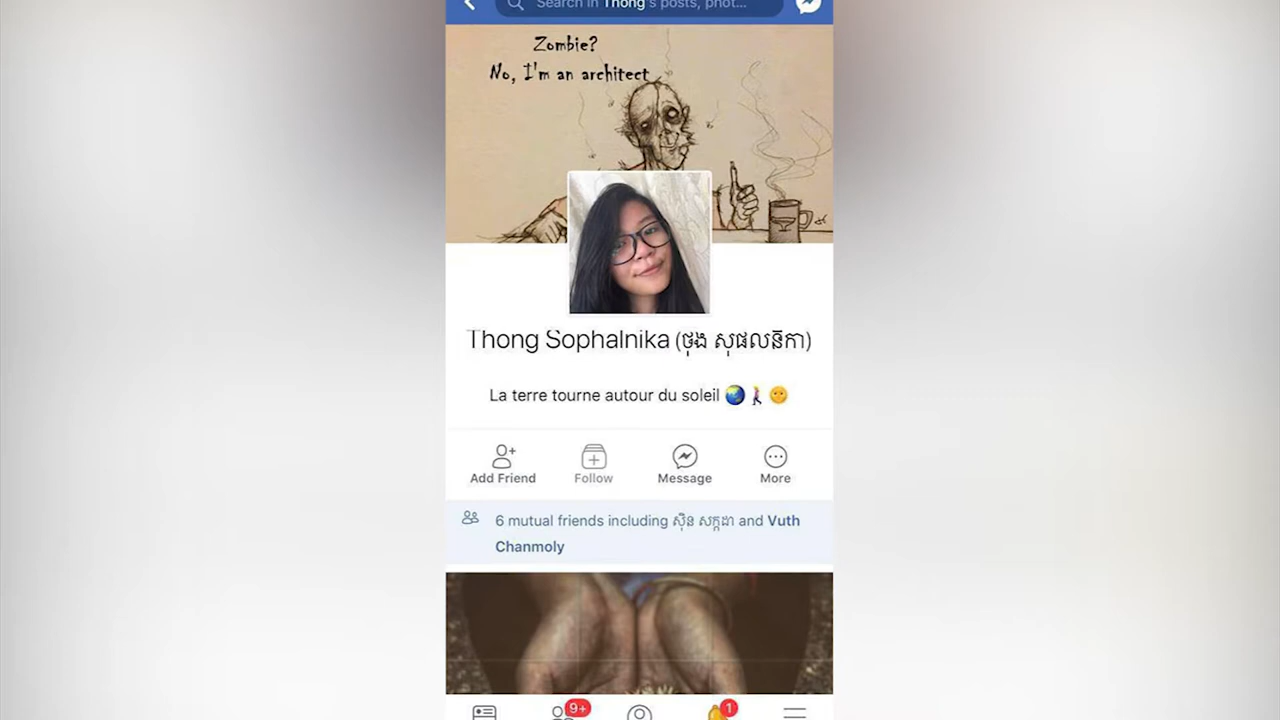 Search in Thong's posts, phot...
Zombie?
No, I'm an architect
Thong Sophalnika (ថុង សុផលនីកា)
La terre tourne autour du soleil
Add Friend
Follow
Message
More
6 mutual friends including ស៊ិន សក្កដា and Vuth
Chanmoly
9+
1